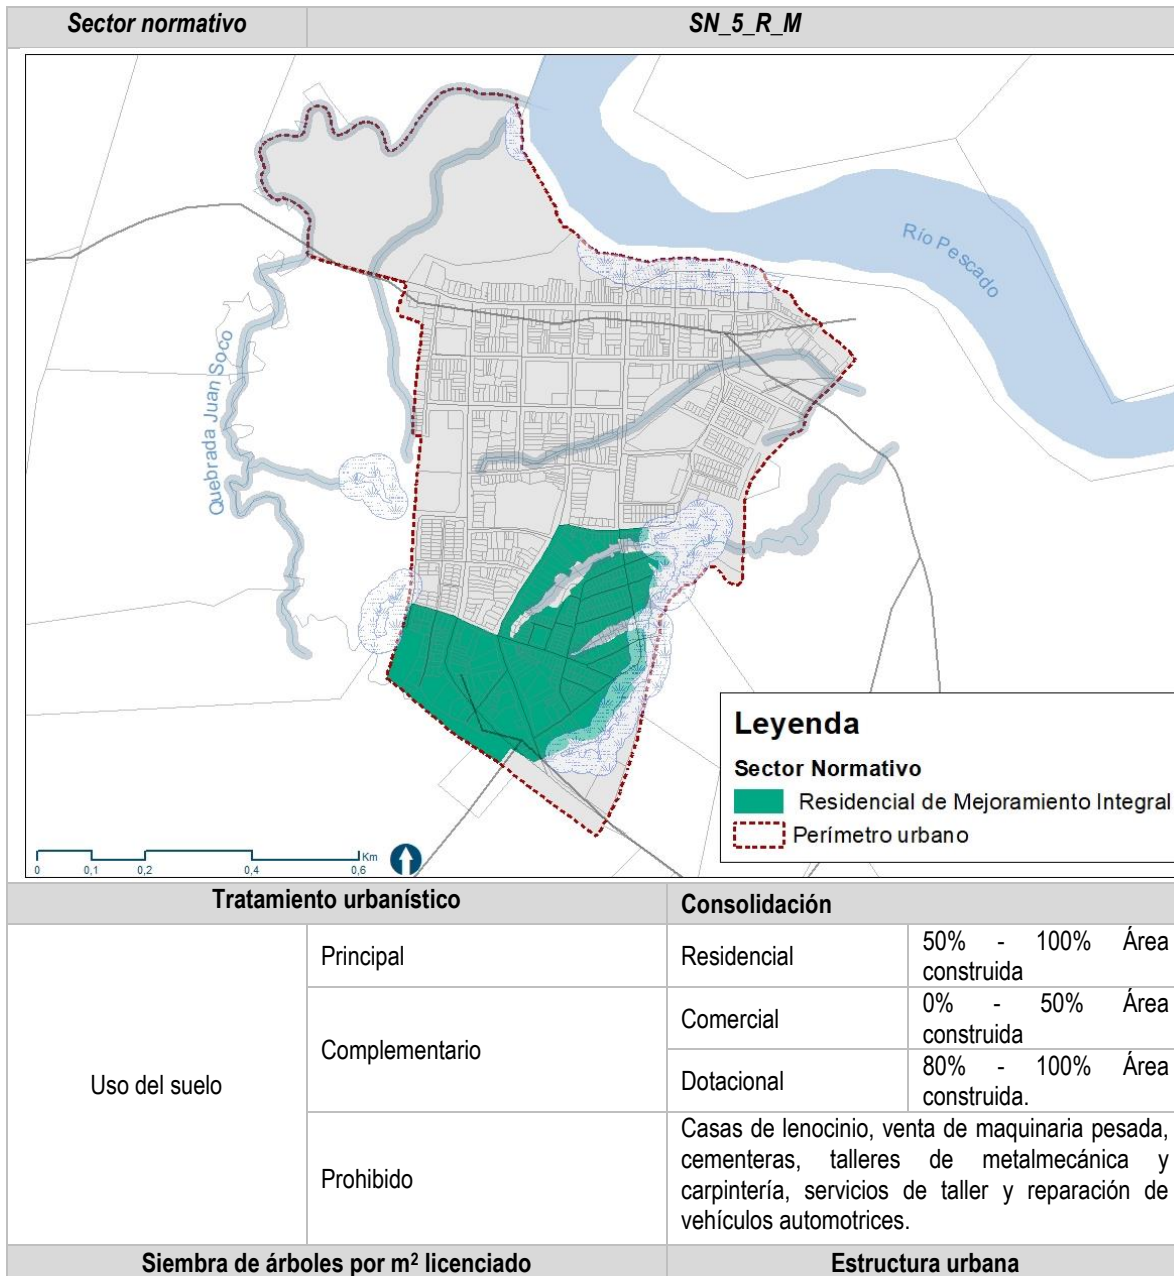 Sector normativo SN_5_R_M
Río Pescado
Quebrada Juan Soco
Leyenda
Sector Normativo
Residencial de Mejoramiento Integral
Perímetro urbano
Km
0 0,1 0,2 0,4 0,6
Tratamiento urbanístico Consolidación
Uso del suelo
Principal
Residencial
50% - 100% Área
construida
Complementario
Comercial
0% - 50% Área
construida
Dotacional
80% - 100% Área
construida.
Prohibido
Casas de lenocinio, venta de maquinaria pesada,
cementeras, talleres de metalmecánica y
carpintería, servicios de taller y reparación de
vehículos automotrices.
Siembra de árboles por m² licenciado Estructura urbana